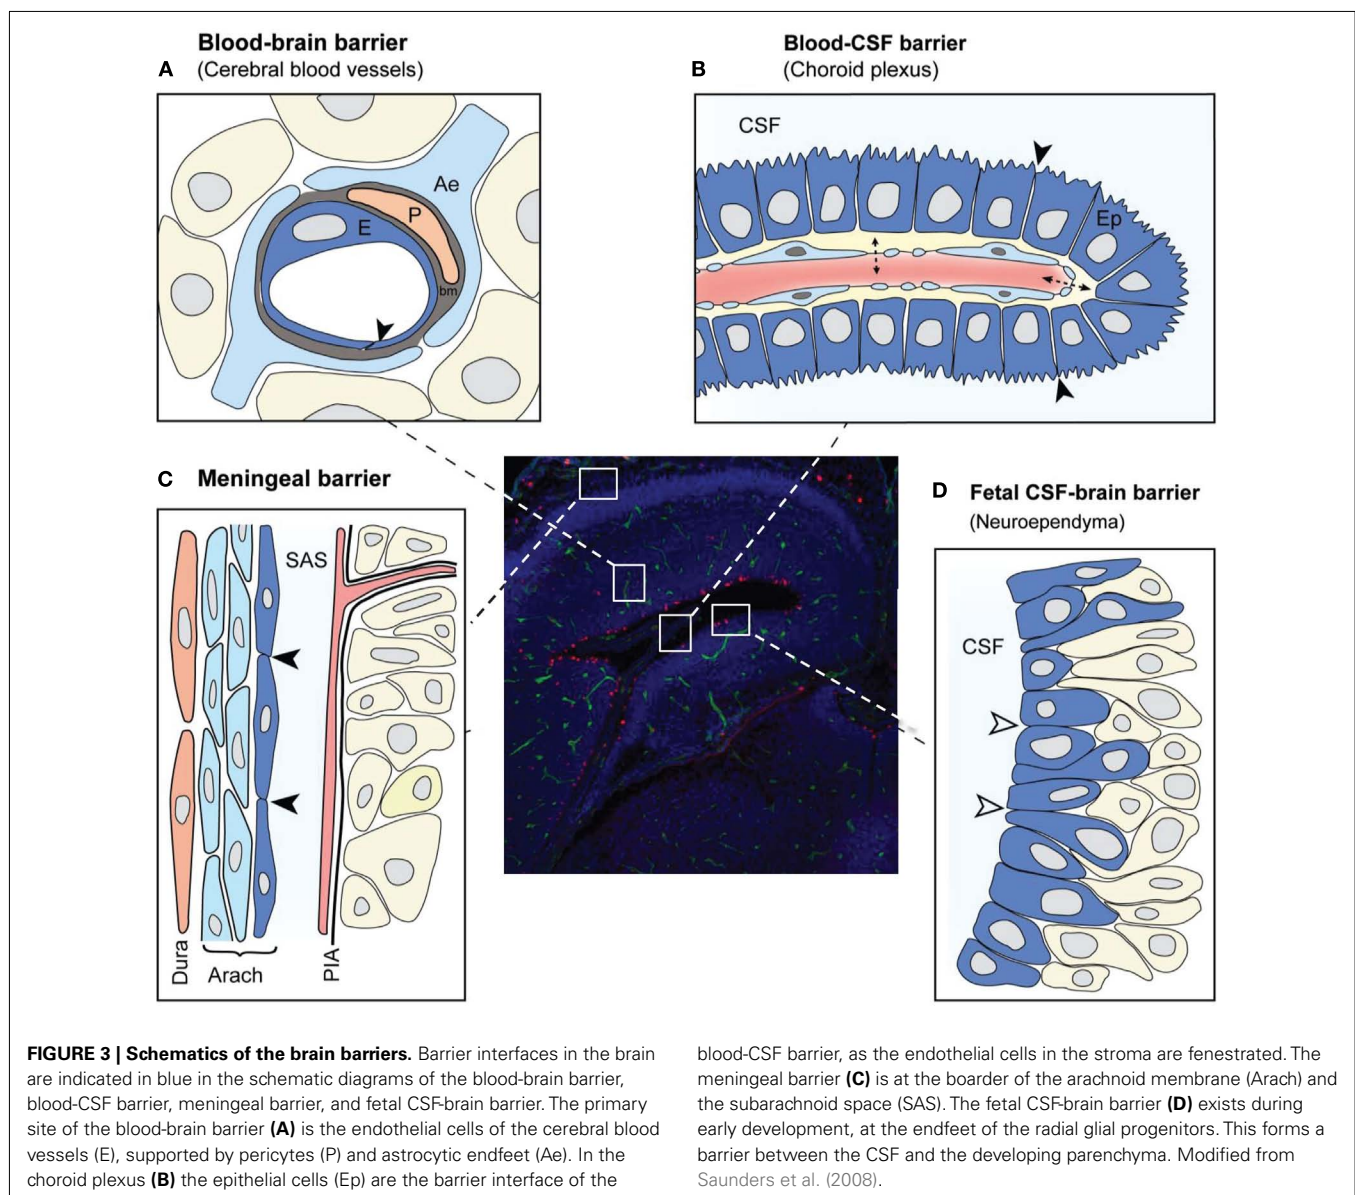 Blood-brain barrier
A (Cerebral blood vessels)
Ae
P
E
bm
Blood-CSF barrier
B (Choroid plexus)
CSF
Ep
C Meningeal barrier
SAS
Dura
Arach
PIA
D Fetal CSF-brain barrier
(Neuroependyma)
CSF
FIGURE 3 | Schematics of the brain barriers. Barrier interfaces in the brain
are indicated in blue in the schematic diagrams of the blood-brain barrier,
blood-CSF barrier, meningeal barrier, and fetal CSF-brain barrier. The primary
site of the blood-brain barrier (A) is the endothelial cells of the cerebral blood
vessels (E), supported by pericytes (P) and astrocytic endfeet (Ae). In the
choroid plexus (B) the epithelial cells (Ep) are the barrier interface of the
blood-CSF barrier, as the endothelial cells in the stroma are fenestrated. The
meningeal barrier (C) is at the boarder of the arachnoid membrane (Arach) and
the subarachnoid space (SAS). The fetal CSF-brain barrier (D) exists during
early development, at the endfeet of the radial glial progenitors. This forms a
barrier between the CSF and the developing parenchyma. Modified from
Saunders et al. (2008).